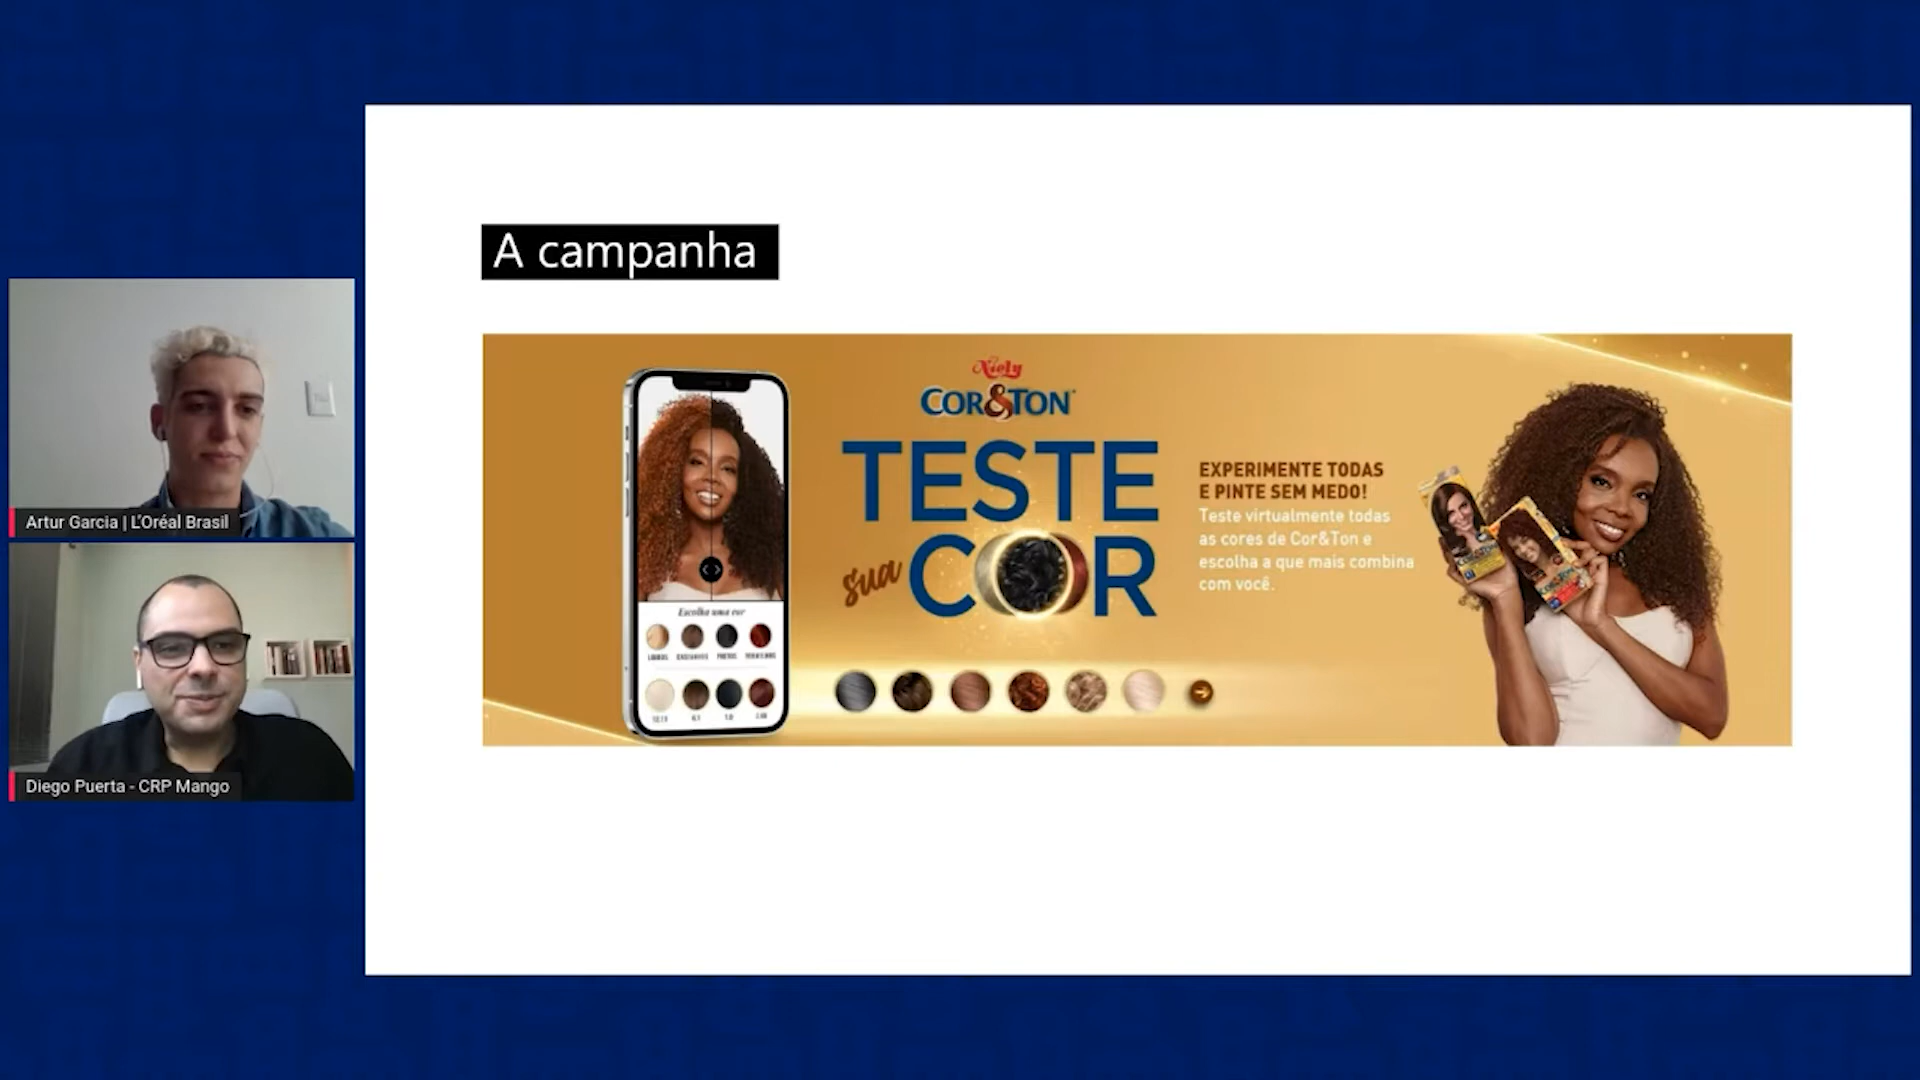 A campanha
Niely
COR&TON
TESTE
sua COR
EXPERIMENTE TODAS
E PINTE SEM MEDO!
Teste virtualmente todas
as cores de Cor&Ton e
escolha a que mais combina
com você.
Escolha uma cor
Artur Garcia | L'Oréal Brasil
Diego Puerta - CRP Mango